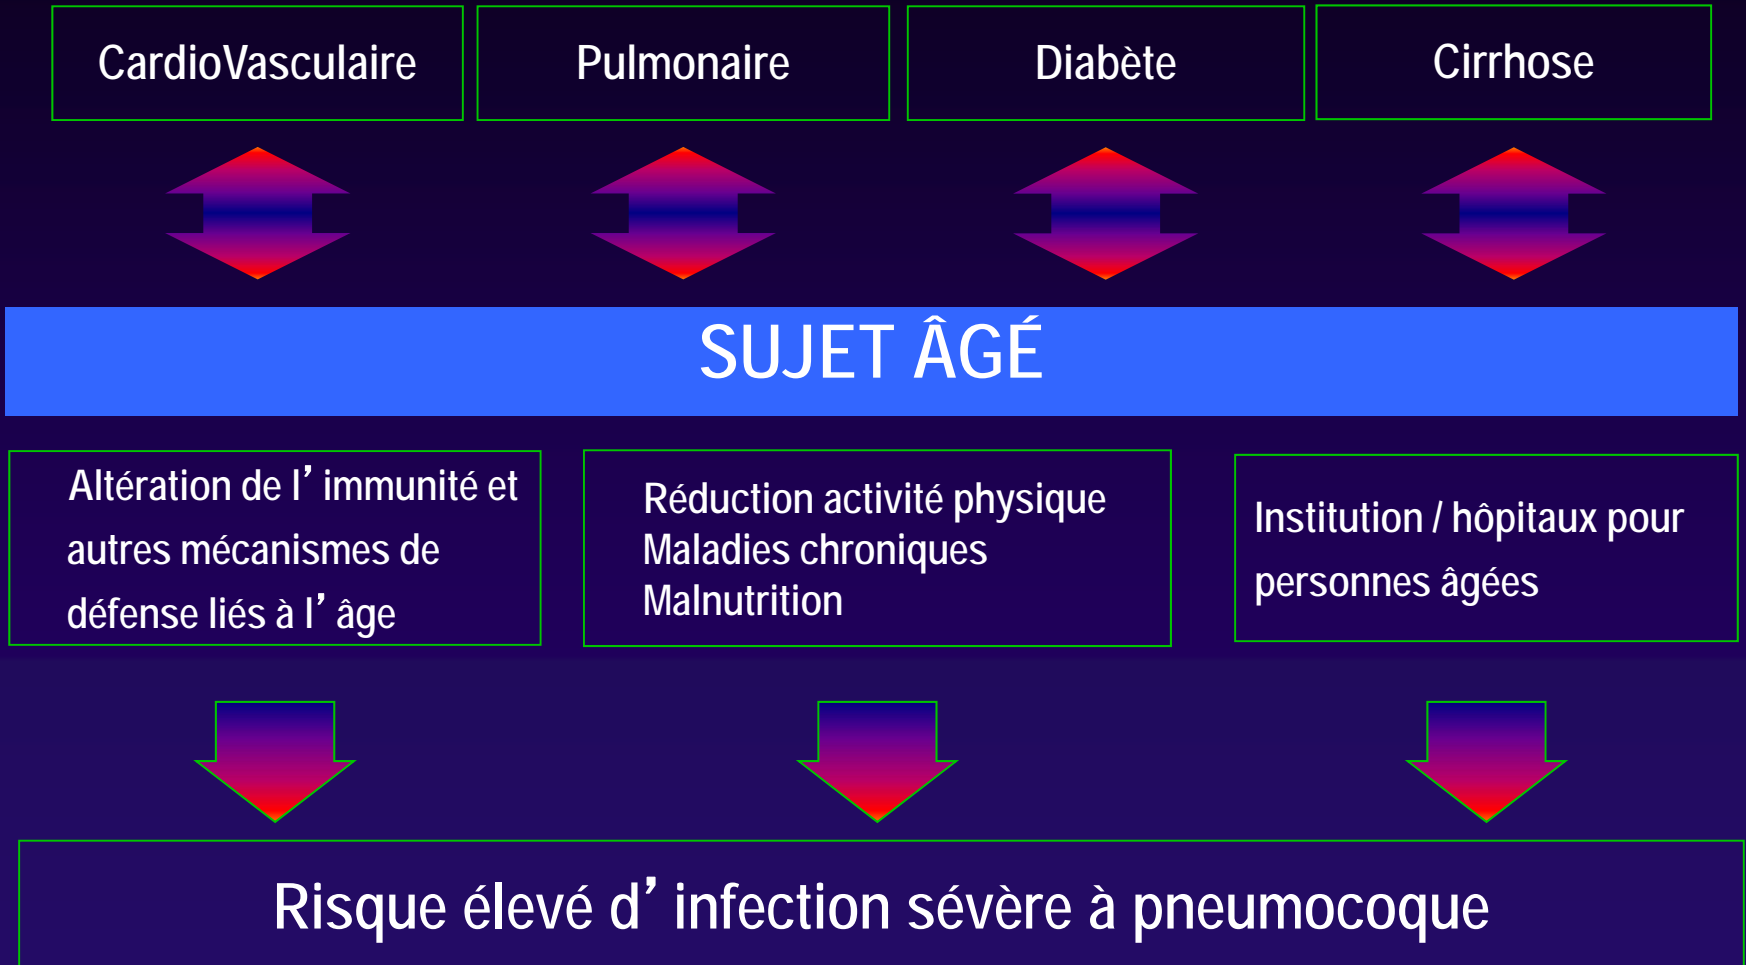 CardioVasculaire
Pulmonaire
Diabète
Cirrhose
SUJET ÂGÉ
Altération de l’ immunité et
autres mécanismes de
défense liés à l’ âge
Réduction activité physique
Maladies chroniques
Malnutrition
Institution / hôpitaux pour
personnes âgées
Risque élevé d’ infection sévère à pneumocoque